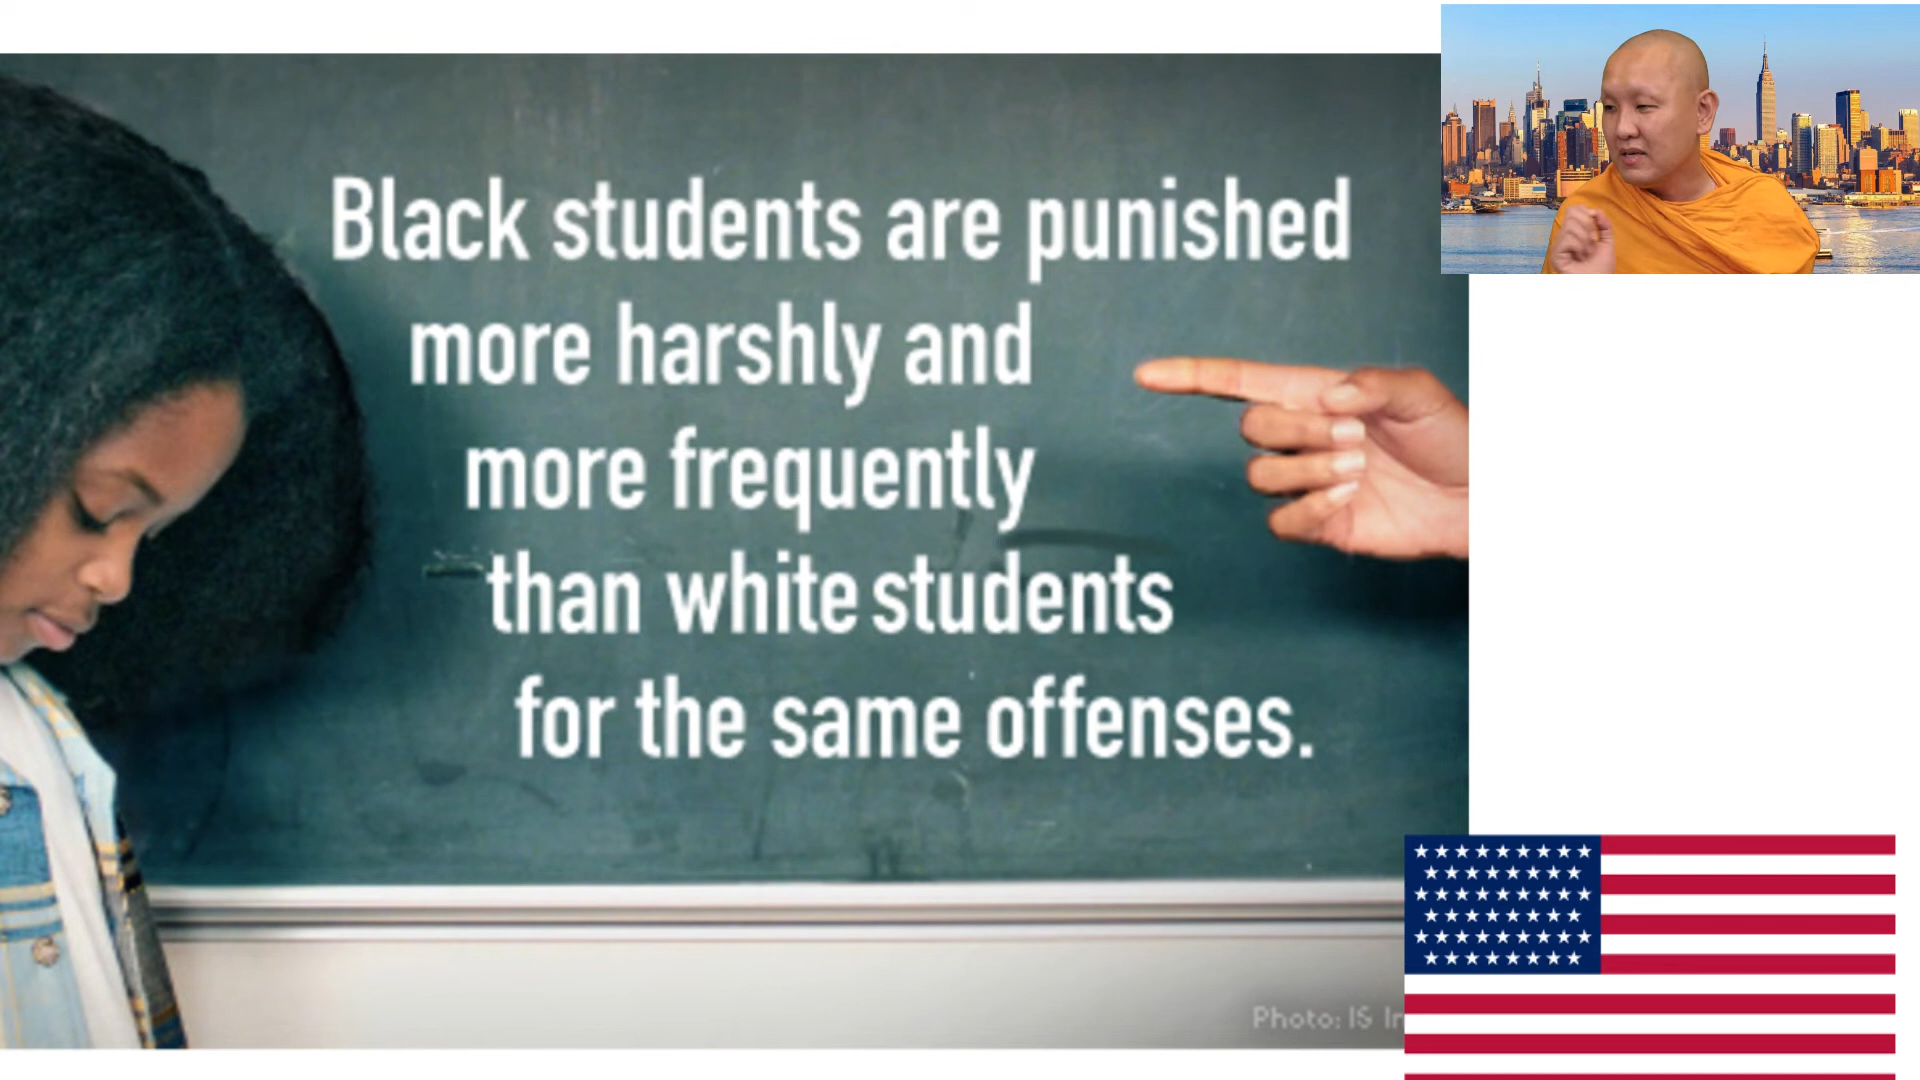 Black students are punished
more harshly and
more frequently
than white students
for the same offenses.
Photo: IS